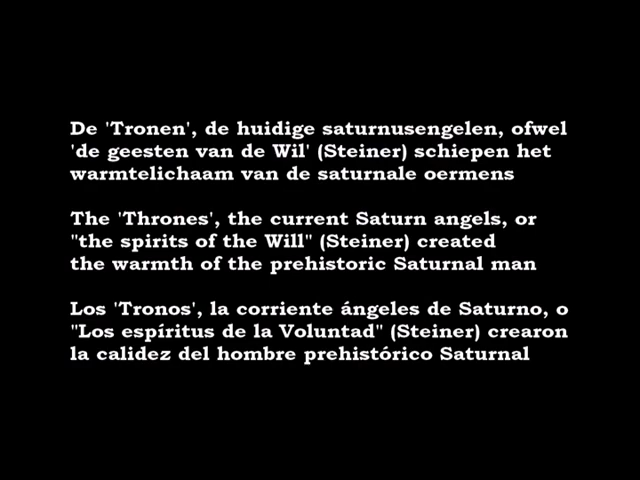 De 'Tronen', de huidige saturnusengelen, ofwel
'de geesten van de Wil' (Steiner) schiepen het
warmtelichaam van de saturnale oermens
The 'Thrones', the current Saturn angels, or
"the spirits of the Will" (Steiner) created
the warmth of the prehistoric Saturnal man
Los 'Tronos', la corriente ángeles de Saturno, o
"Los espíritus de la Voluntad" (Steiner) crearon
la calidez del hombre prehistórico Saturnal